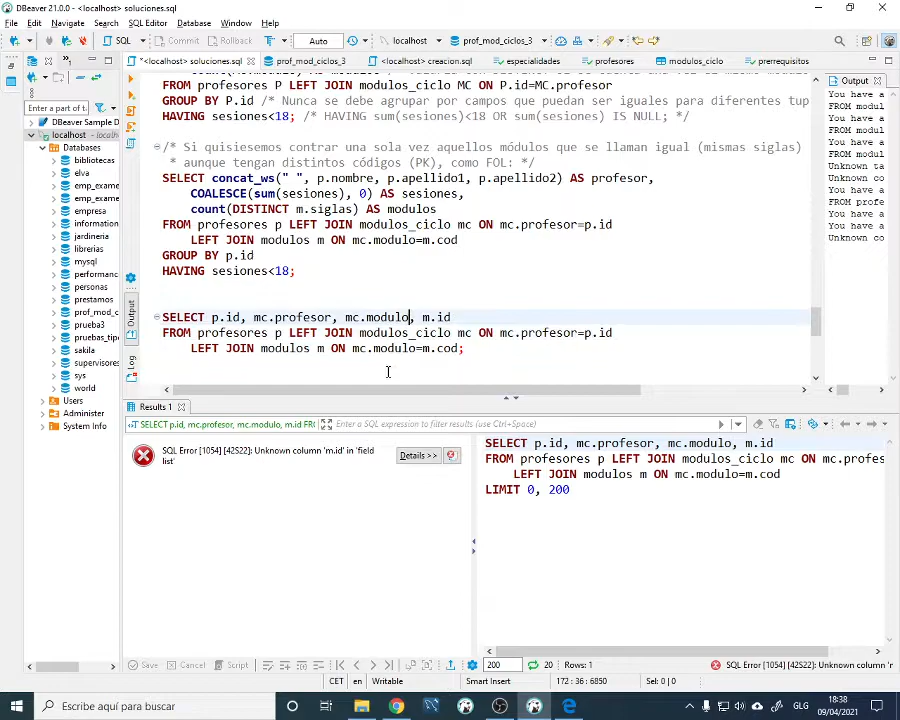 DBeaver 21.0.0 - <localhost> soluciones.sql
File Edit Navigate Search SQL Editor Database Window Help
SQL Commit Rollback Auto localhost prof_mod_ciclos_3
*<localhost> soluciones.sql prof_mod_ciclos_3 <localhost> creacion.sql especialidades profesores modulos_ciclo prerrequisitos Output
Enter a part of t
DBeaver Sample D
localhost
Databases
bibliotecas
elva
emp_exame
emp_exame
empresa
information
jardineria
librerias
mysql
performanc
personas
prestamos
prof_mod_c
prueba3
pruebas_tip
sakila
supervisores
sys
world
Users
Administer
System Info
Output
Log
FROM profesores P LEFT JOIN modulos_ciclo MC ON P.id=MC.profesor
GROUP BY P.id /* Nunca se debe agrupar por campos que puedan ser iguales para diferentes tup
HAVING sesiones<18; /* HAVING sum(sesiones)<18 OR sum(sesiones) IS NULL; */
/* Si quisiesemos contrar una sola vez aquellos módulos que se llaman igual (mismas siglas)
* aunque tengan distintos códigos (PK), como FOL: */
SELECT concat_ws(" ", p.nombre, p.apellido1, p.apellido2) AS profesor,
COALESCE(sum(sesiones), 0) AS sesiones,
count(DISTINCT m.siglas) AS modulos
FROM profesores p LEFT JOIN modulos_ciclo mc ON mc.profesor=p.id
LEFT JOIN modulos m ON mc.modulo=m.cod
GROUP BY p.id
HAVING sesiones<18;
SELECT p.id, mc.profesor, mc.modulo, m.id
FROM profesores p LEFT JOIN modulos_ciclo mc ON mc.profesor=p.id
LEFT JOIN modulos m ON mc.modulo=m.cod;
You have a
FROM modul
You have a
FROM modul
You have a
FROM modul
Unknown ta
Unknown co
You have a
FROM profe
You have a
You have a
Unknown co
Results 1
SELECT p.id, mc.profesor, mc.modulo, m.id FR Enter a SQL expression to filter results (use Ctrl+Space)
SQL Error [1054] [42S22]: Unknown column 'm.id' in 'field
list'
Details >>
SELECT p.id, mc.profesor, mc.modulo, m.id
FROM profesores p LEFT JOIN modulos_ciclo mc ON mc.profes
LEFT JOIN modulos m ON mc.modulo=m.cod
LIMIT 0, 200
Save Cancel Script 200 20 Rows: 1 SQL Error [1054] [42S22]: Unknown column 'r
CET en Writable Smart Insert 172 : 36 : 6850 Sel: 0 | 0
Escribe aquí para buscar
GLG
18:38
09/04/2021